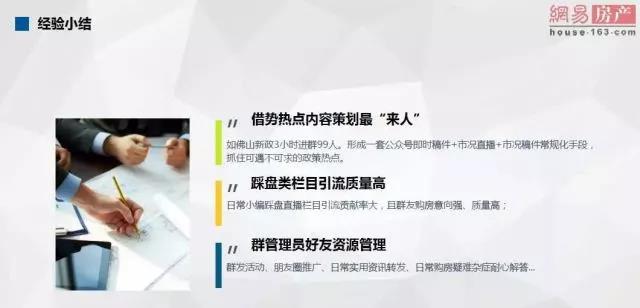 经验小结
網易房产
house·163.com
〃 借势热点内容策划最“来人”
如佛山新政3小时进群99人。形成一套公众号即时稿件+市况直播+市况稿件常规化手段，
抓住可遇不可求的政策热点。
〃 踩盘类栏目引流质量高
日常小编踩盘直播栏目引流贡献率大，且群友购房意向强、质量高；
〃 群管理员好友资源管理
群发活动、朋友圈推广、日常实用资讯转发、日常购房疑难杂症耐心解答...